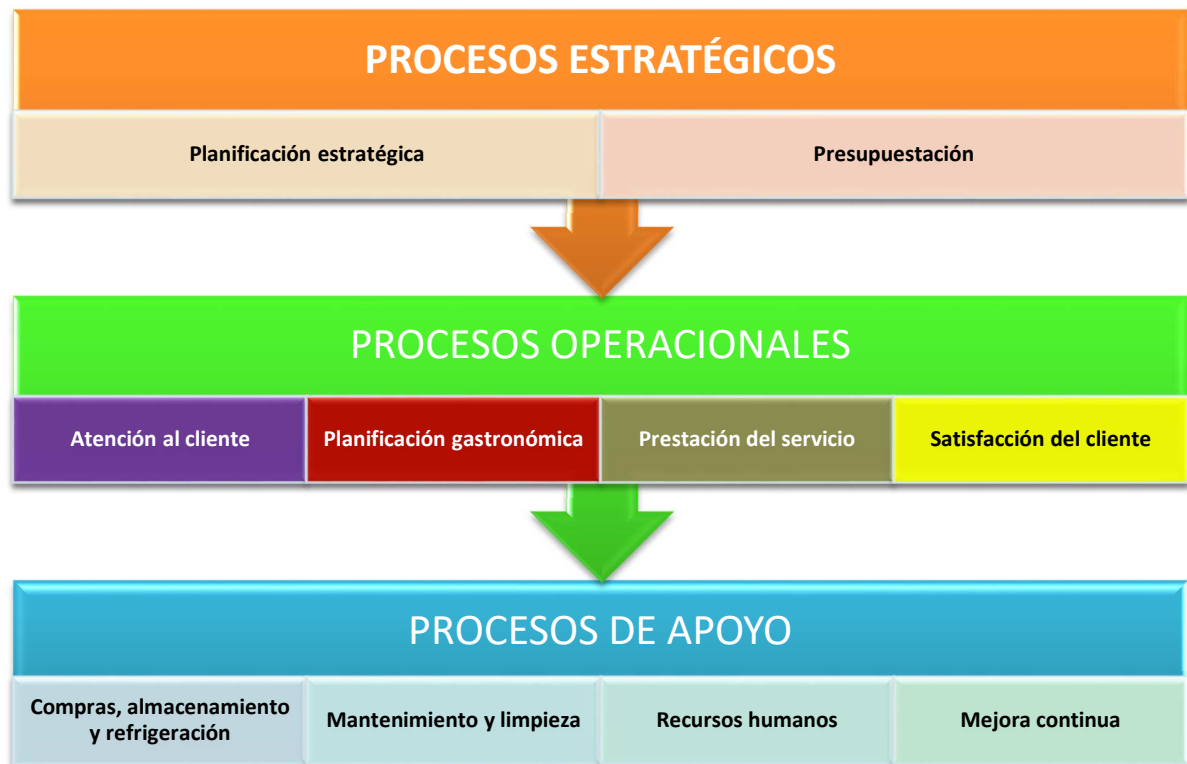 PROCESOS ESTRATÉGICOS
Planificación estratégica
Presupuestación
PROCESOS OPERACIONALES
Atención al cliente
Planificación gastronómica
Prestación del servicio
Satisfacción del cliente
PROCESOS DE APOYO
Compras, almacenamiento
y refrigeración
Mantenimiento y limpieza
Recursos humanos
Mejora continua